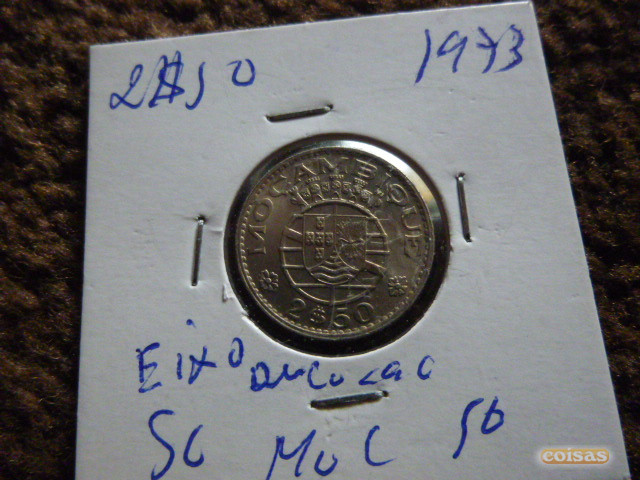 2$50 1973
MOÇAMBIQUE
2$50
EIXO
SC MOC 50
coisas